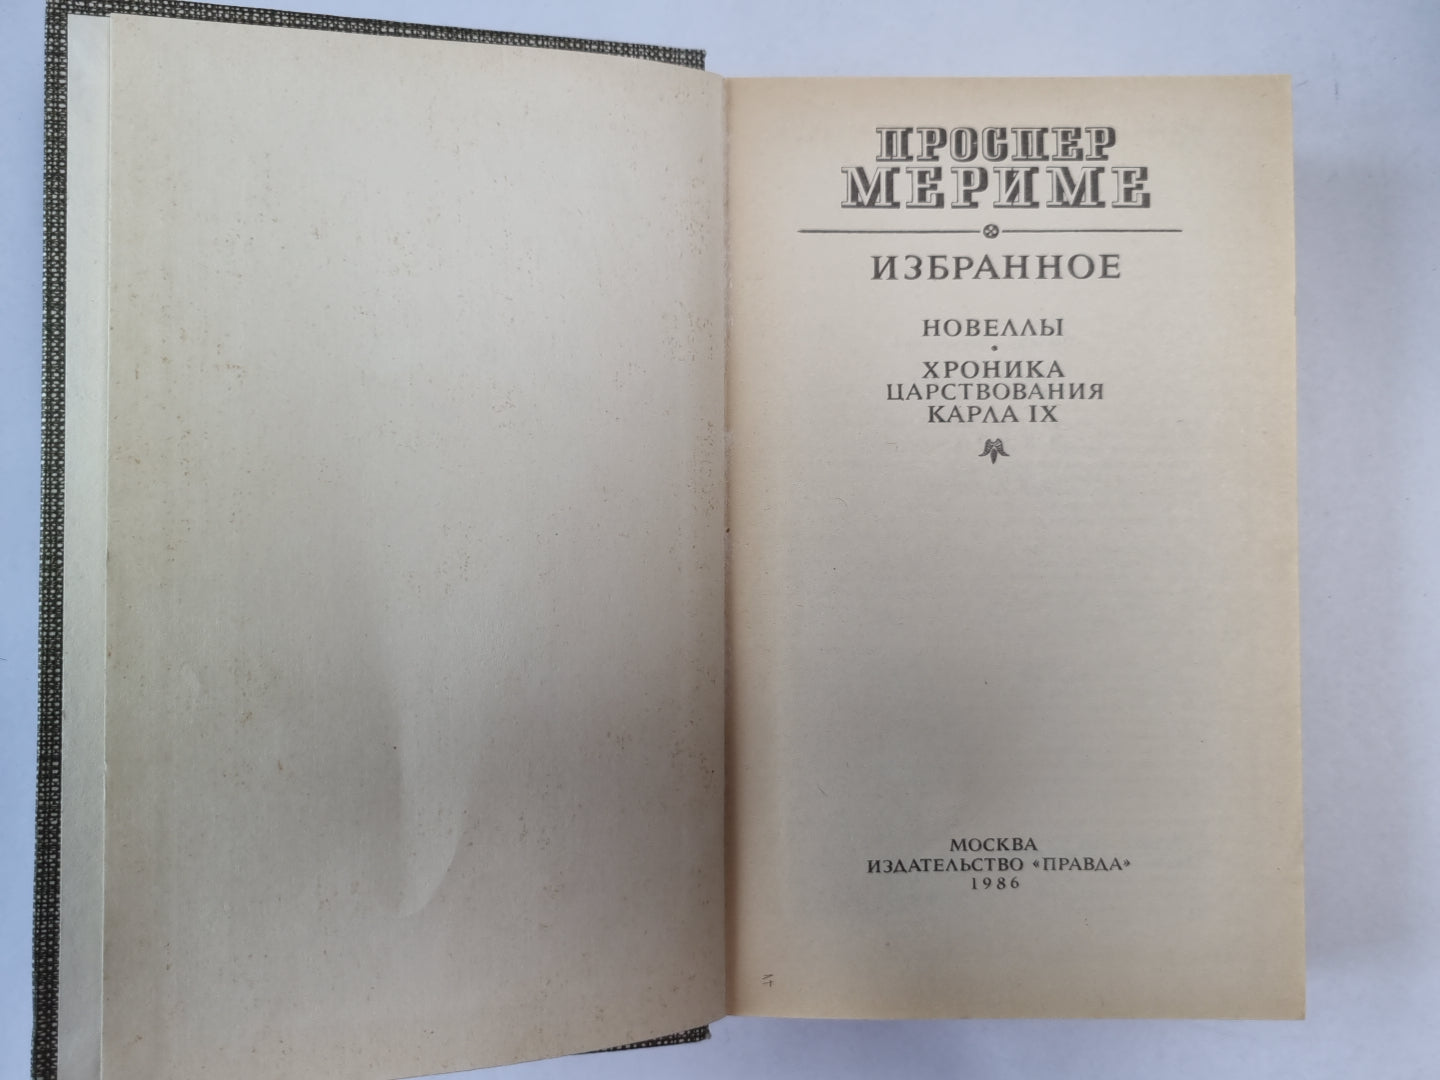 ПРОСПЕР
МЕРИМЕ
ИЗБРАННОЕ
НОВЕЛЛЫ
ХРОНИКА
ЦАРСТВОВАНИЯ
КАРЛА IX
МОСКВА
ИЗДАТЕЛЬСТВО «ПРАВДА»
1986